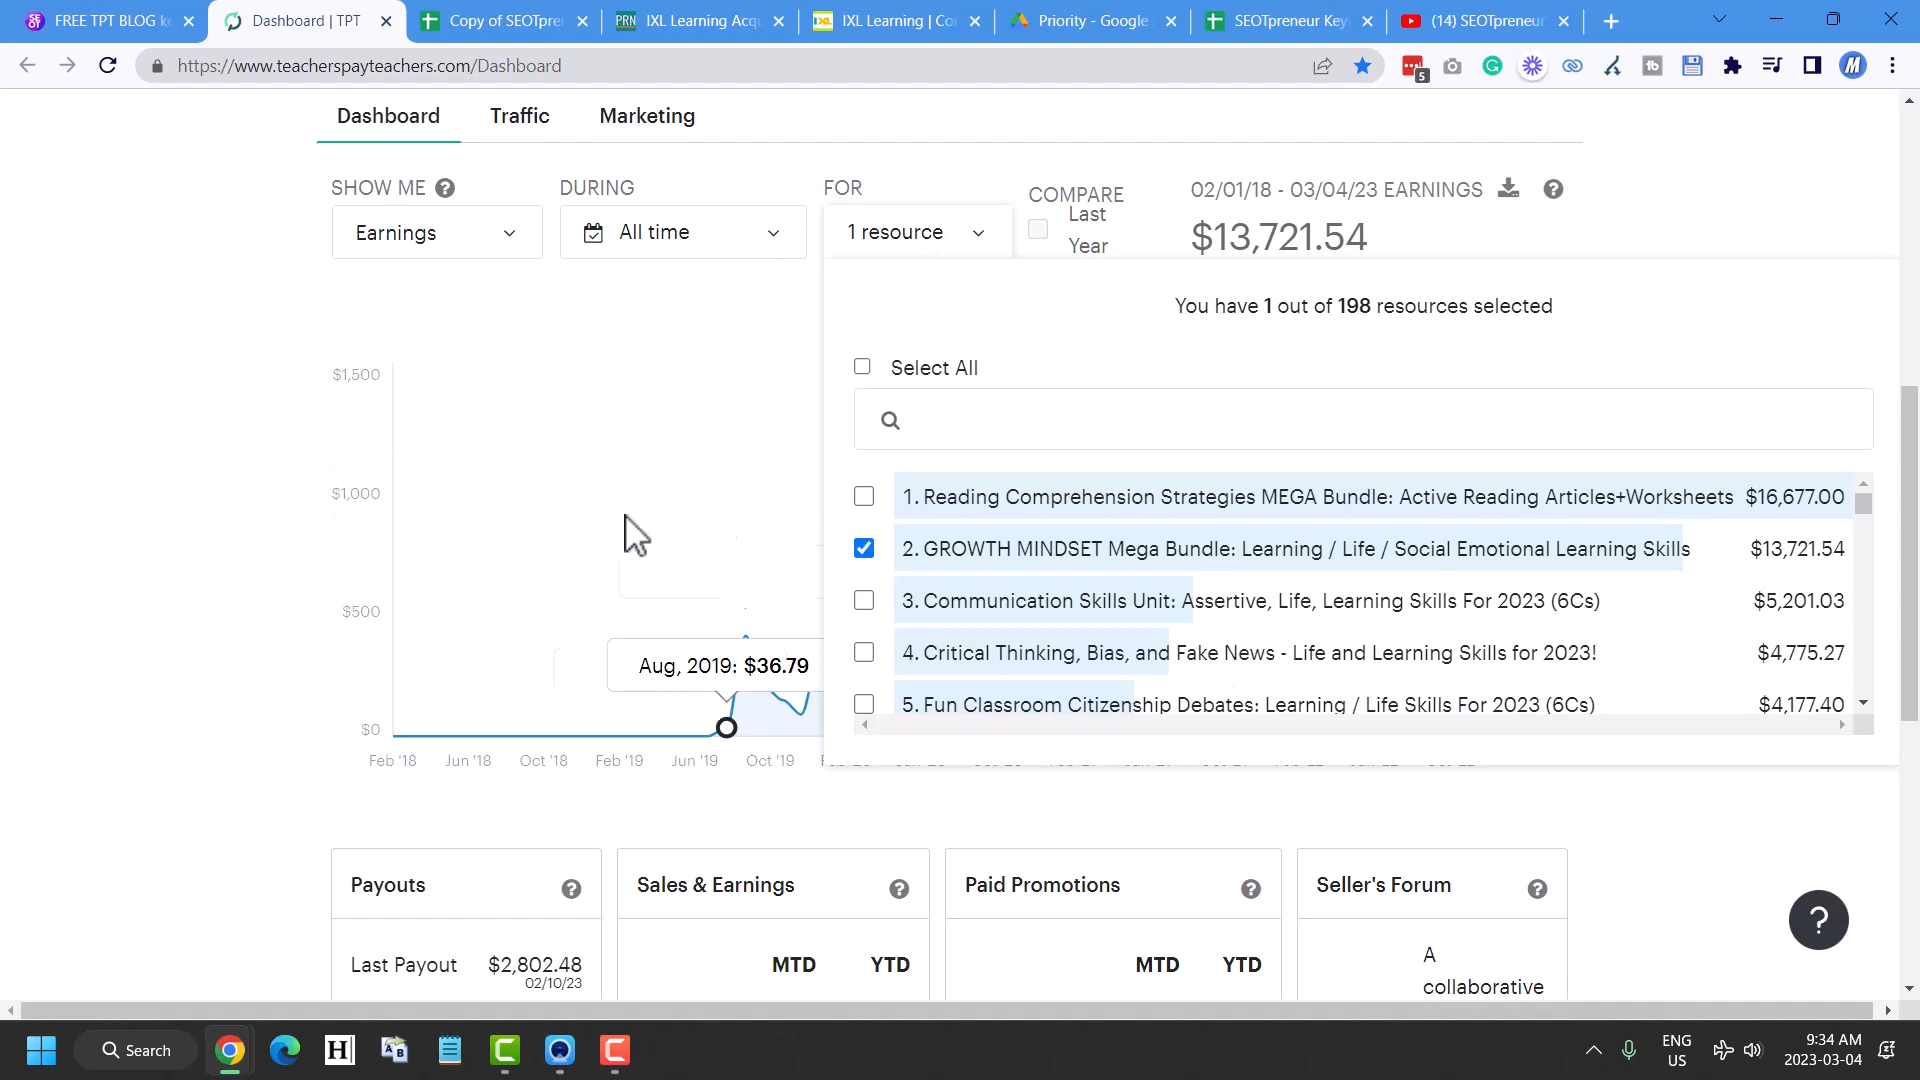 FREE TPT BLOG
Dashboard | TPT
Copy of SEOTpre
IXL Learning Acq
IXL Learning | Co
Priority - Google
SEOTpreneur Key
(14) SEOTpreneur
https://www.teacherspayteachers.com/Dashboard
5
Dashboard Traffic Marketing
SHOW ME DURING FOR COMPARE 02/01/18 - 03/04/23 EARNINGS
Earnings All time 1 resource Last Year $13,721.54
You have 1 out of 198 resources selected
Select All
1. Reading Comprehension Strategies MEGA Bundle: Active Reading Articles+Worksheets $16,677.00
2. GROWTH MINDSET Mega Bundle: Learning / Life / Social Emotional Learning Skills $13,721.54
3. Communication Skills Unit: Assertive, Life, Learning Skills For 2023 (6Cs) $5,201.03
4. Critical Thinking, Bias, and Fake News - Life and Learning Skills for 2023! $4,775.27
5. Fun Classroom Citizenship Debates: Learning / Life Skills For 2023 (6Cs) $4,177.40
$1,500
$1,000
$500
$0
Aug, 2019: $36.79
Feb '18 Jun '18 Oct '18 Feb '19 Jun '19 Oct '19
Payouts ? Sales & Earnings ? Paid Promotions ? Seller's Forum ?
Last Payout $2,802.48
02/10/23
MTD YTD
MTD YTD
A
collaborative
?
Search
ENG
US
9:34 AM
2023-03-04